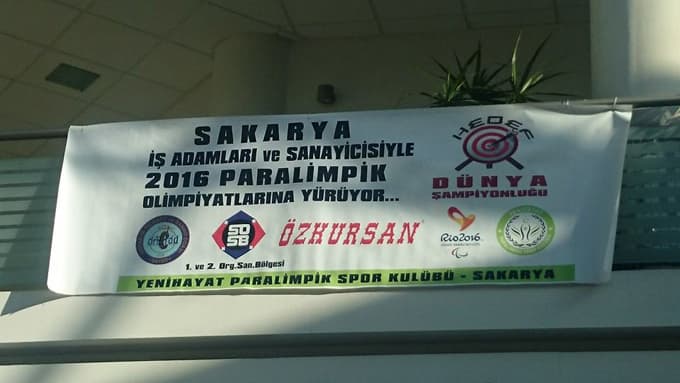 SAKARYA
İŞ ADAMLARI ve SANAYİCİSİYLE
2016 PARALİMPİK
OLİMPİYATLARINA YÜRÜYOR...
HEDEF
DÜNYA
ŞAMPİYONLUĞU
SOSB
1. ve 2. Org.San.Bölgesi
ÖZKURSAN
Rio2016
YENİHAYAT PARALİMPİK SPOR KULÜBÜ - SAKARYA